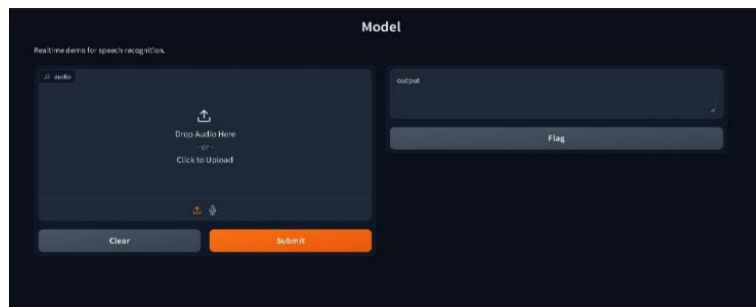 Model
Realtime demo for speech recognition.
audio
Drop Audio Here
- or -
Click to Upload
Clear
Submit
output
Flag